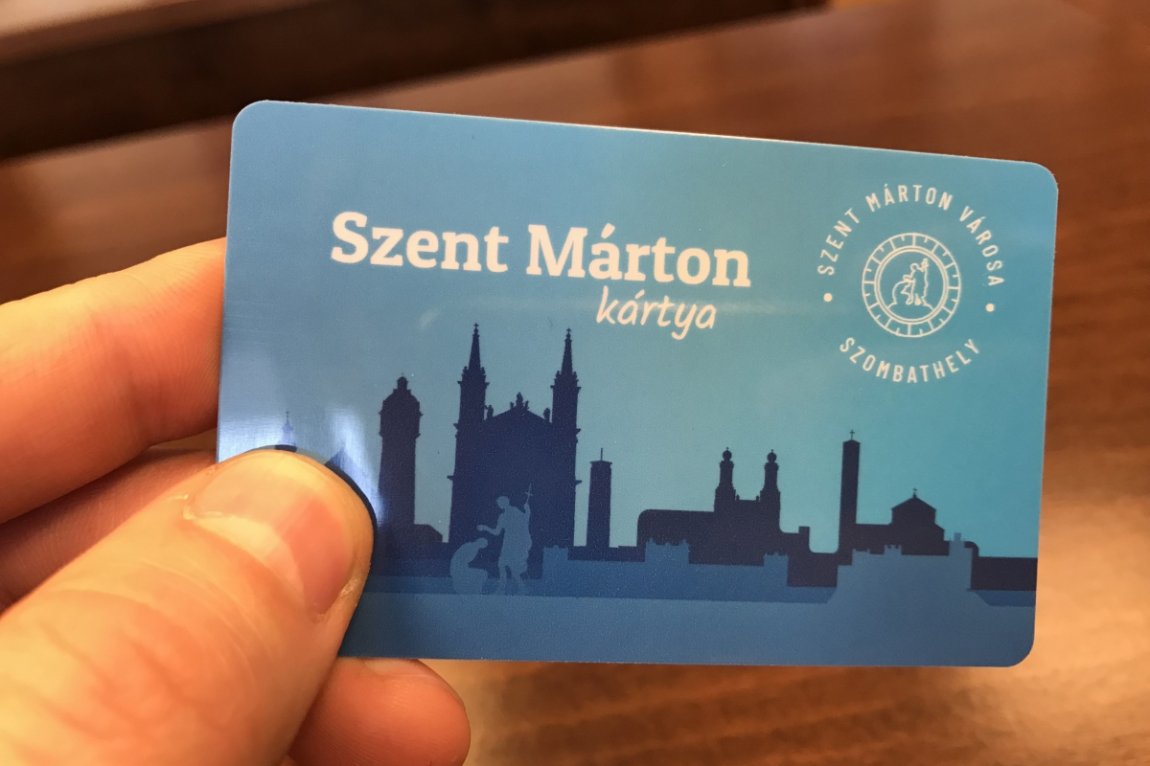 Szent Márton
kártya
SZENT MÁRTON VÁROSA
SZOMBATHELY